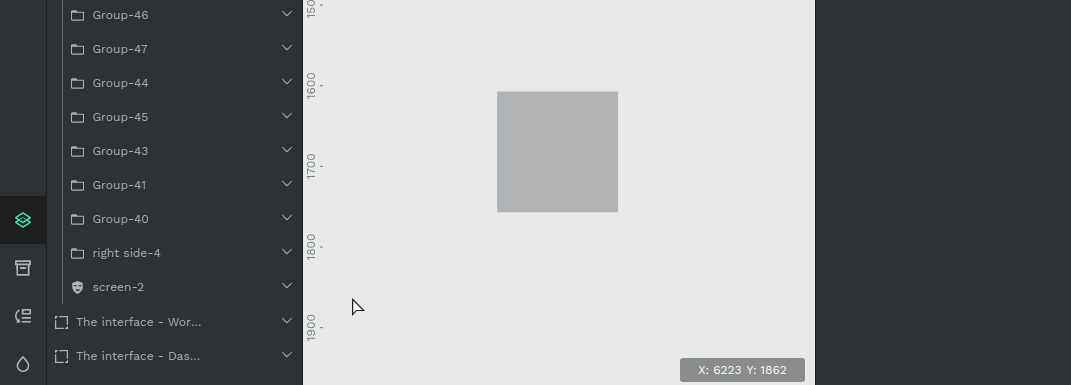 Group-46
Group-47
Group-44
Group-45
Group-43
Group-41
Group-40
right side-4
screen-2
The interface - Wor...
The interface - Das...
1600
1700
1800
1900
X: 6223 Y: 1862